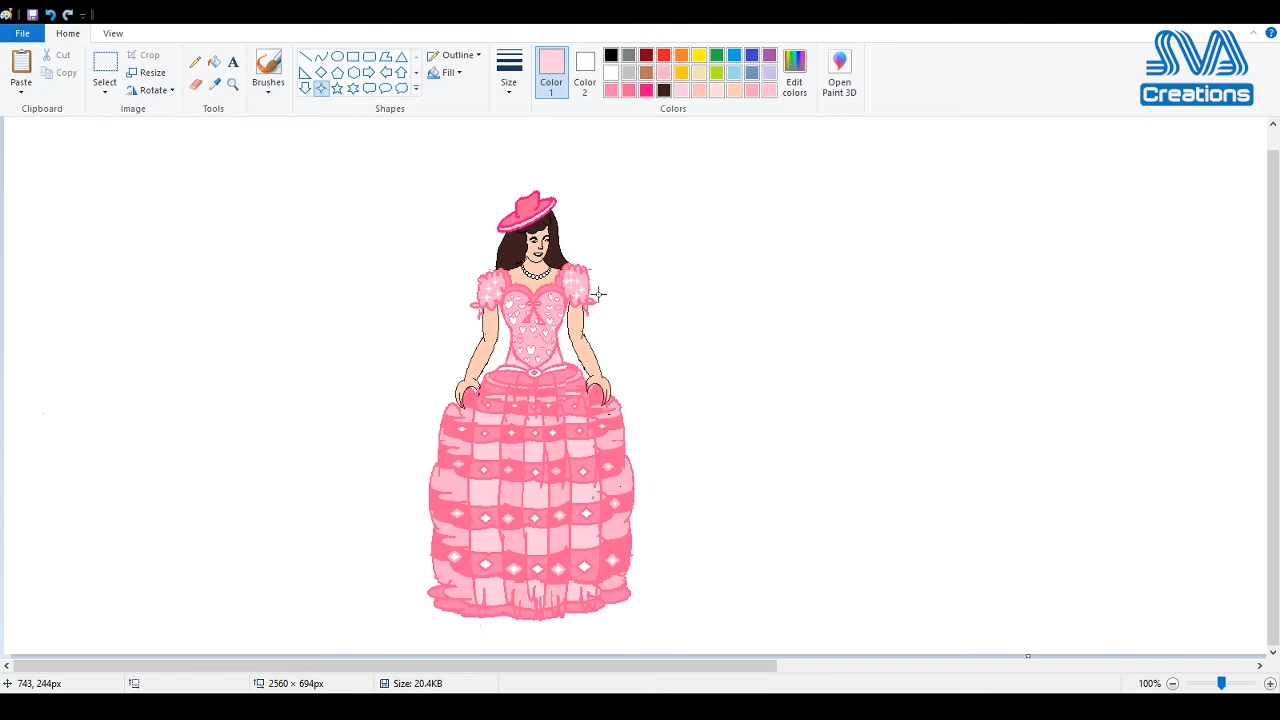 File Home View
Paste
Cut
Copy
Clipboard
Select
Crop
Resize
Rotate
Image
A
Tools
Brushes
Shapes
Outline
Fill
Size
Color
1
Color
2
Colors
Edit
colors
Open
Paint 3D
SVA
Creations
743, 244px
2560 × 694px
Size: 20.4KB
100%